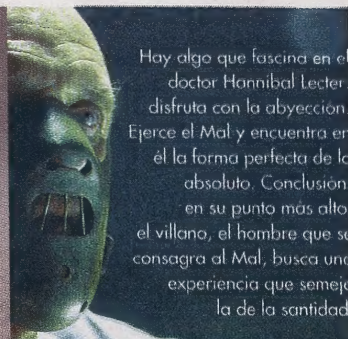 Hay algo que fascina en el
doctor Hannibal Lecter:
disfruta con la abyección.
Ejerce el Mal y encuentra en
él la forma perfecta de lo
absoluto. Conclusión:
en su punto más alto,
el villano, el hombre que se
consagra al Mal, busca una
experiencia que semeja
la de la santidad